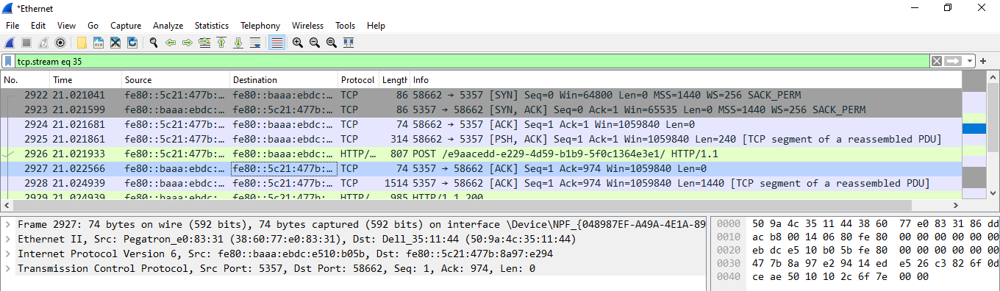 *Ethernet
File Edit View Go Capture Analyze Statistics Telephony Wireless Tools Help
tcp.stream eq 35
No. Time Source Destination Protocol Length Info
2922 21.021041 fe80::5c21:477b:… fe80::baaa:ebdc:… TCP 86 58662 → 5357 [SYN] Seq=0 Win=64800 Len=0 MSS=1440 WS=256 SACK_PERM
2923 21.021599 fe80::baaa:ebdc:… fe80::5c21:477b:… TCP 86 5357 → 58662 [SYN, ACK] Seq=0 Ack=1 Win=65535 Len=0 MSS=1440 WS=256 SACK_PERM
2924 21.021681 fe80::5c21:477b:… fe80::baaa:ebdc:… TCP 74 58662 → 5357 [ACK] Seq=1 Ack=1 Win=1059840 Len=0
2925 21.021861 fe80::5c21:477b:… fe80::baaa:ebdc:… TCP 314 58662 → 5357 [PSH, ACK] Seq=1 Ack=1 Win=1059840 Len=240 [TCP segment of a reassembled PDU]
2926 21.021933 fe80::5c21:477b:… fe80::baaa:ebdc:… HTTP/… 807 POST /e9aacedd-e229-4d59-b1b9-5f0c1364e3e1/ HTTP/1.1
2927 21.022566 fe80::baaa:ebdc:… fe80::5c21:477b:… TCP 74 5357 → 58662 [ACK] Seq=1 Ack=974 Win=1059840 Len=0
2928 21.024939 fe80::baaa:ebdc:… fe80::5c21:477b:… TCP 1514 5357 → 58662 [ACK] Seq=1 Ack=974 Win=1059840 Len=1440 [TCP segment of a reassembled PDU]
2929 21.024939 fe80::baaa:ebdc:… fe80::5c21:477b:… HTTP/… 985 HTTP/1.1 200
Frame 2927: 74 bytes on wire (592 bits), 74 bytes captured (592 bits) on interface \Device\NPF_{048987EF-A49A-4E1A-89
Ethernet II, Src: Pegatron_e0:83:31 (38:60:77:e0:83:31), Dst: Dell_35:11:44 (50:9a:4c:35:11:44)
Internet Protocol Version 6, Src: fe80::baaa:ebdc:e510:b05b, Dst: fe80::5c21:477b:8a97:e294
Transmission Control Protocol, Src Port: 5357, Dst Port: 58662, Seq: 1, Ack: 974, Len: 0
0000 50 9a 4c 35 11 44 38 60 77 e0 83 31 86 dd
0010 ac b8 00 14 06 80 fe 80 00 00 00 00 00 00
0020 eb dc e5 10 b0 5b fe 80 00 00 00 00 00 00
0030 47 7b 8a 97 e2 94 14 ed e5 26 c3 82 6f 0d
0040 ce ae 50 10 10 2c 6f 7e 00 00